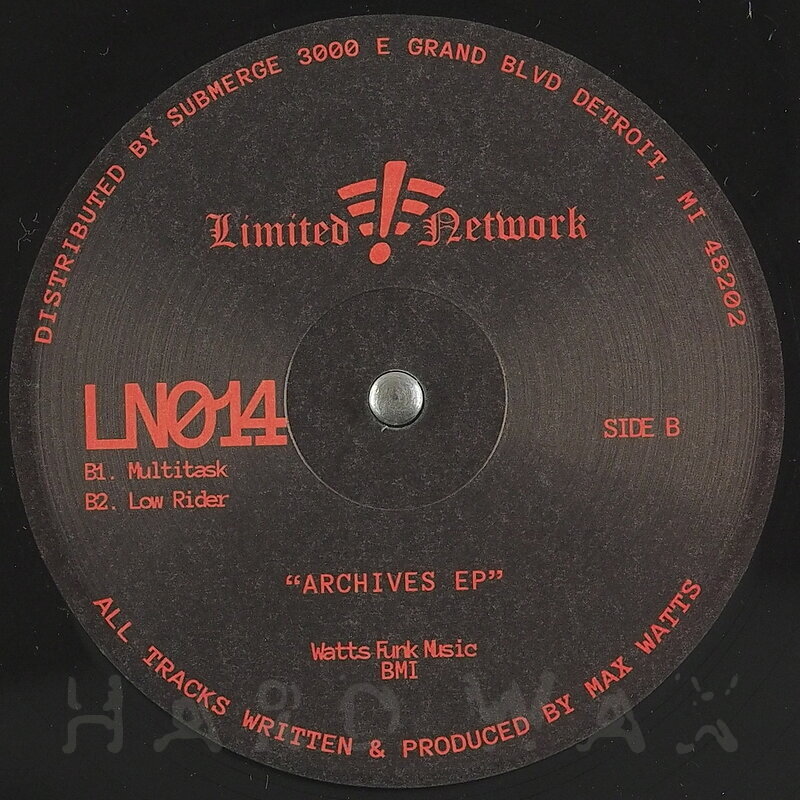 DISTRIBUTED BY SUBMERGE 3000 E GRAND BLVD DETROIT, MI 48202
Limited Network
LN014
SIDE B
B1. Multitask
B2. Low Rider
“ARCHIVES EP”
Watts Funk Music
BMI
ALL TRACKS WRITTEN & PRODUCED BY MAX WATTS
HARD WAX